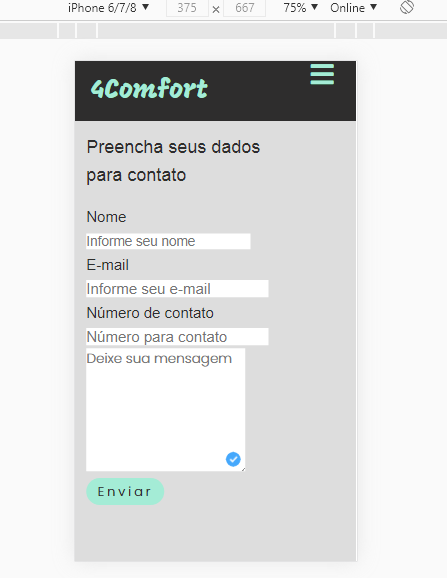 iPhone 6/7/8 ▼ 375 × 667 75% ▼ Online ▼
4Comfort
Preencha seus dados
para contato
Nome
Informe seu nome
E-mail
Informe seu e-mail
Número de contato
Número para contato
Deixe sua mensagem
Enviar